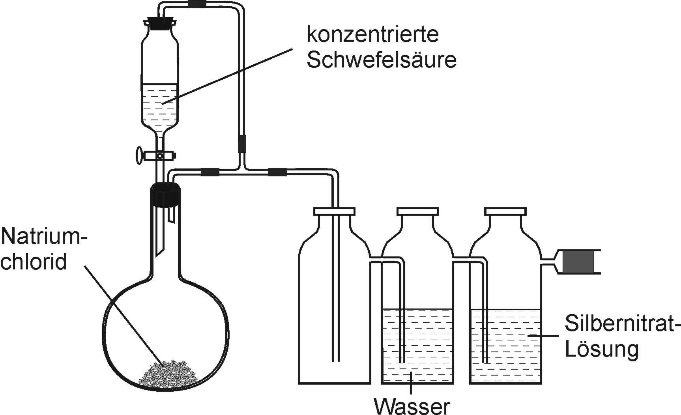 konzentrierte
Schwefelsäure
Natrium-
chlorid
Silbernitrat-
Lösung
Wasser